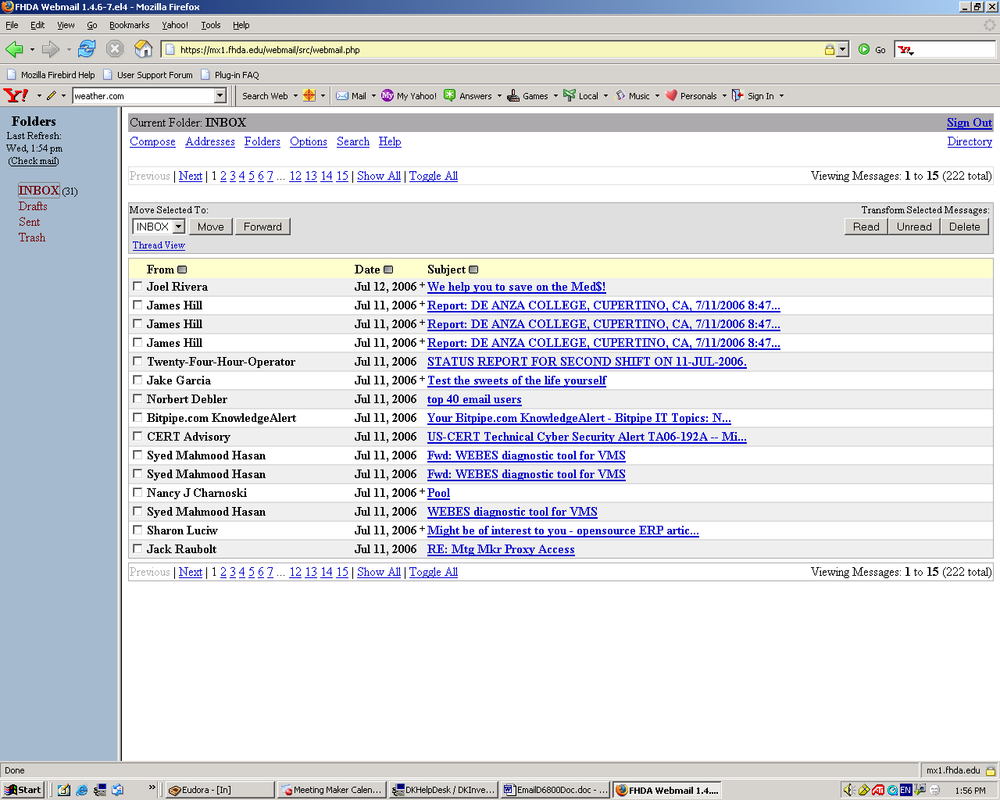 FHDA Webmail 1.4.6-7.el4 - Mozilla Firefox
File Edit View Go Bookmarks Yahoo! Tools Help
https://mx1.fhda.edu/webmail/src/webmail.php Go
Mozilla Firebird Help User Support Forum Plug-in FAQ
Y! weather.com Search Web Mail My Yahoo! Answers Games Local Music Personals Sign In
Folders
Last Refresh:
Wed, 1:54 pm
(Check mail)
INBOX (31)
Drafts
Sent
Trash
Current Folder: INBOX Sign Out
Compose Addresses Folders Options Search Help Directory
Previous | Next | 1 2 3 4 5 6 7 ... 12 13 14 15 | Show All | Toggle All Viewing Messages: 1 to 15 (222 total)
Move Selected To: Transform Selected Messages:
INBOX Move Forward Read Unread Delete
Thread View
From Date Subject
Joel Rivera Jul 12, 2006 + We help you to save on the Med$!
James Hill Jul 11, 2006 + Report: DE ANZA COLLEGE, CUPERTINO, CA, 7/11/2006 8:47...
James Hill Jul 11, 2006 + Report: DE ANZA COLLEGE, CUPERTINO, CA, 7/11/2006 8:47...
James Hill Jul 11, 2006 + Report: DE ANZA COLLEGE, CUPERTINO, CA, 7/11/2006 8:47...
Twenty-Four-Hour-Operator Jul 11, 2006 STATUS REPORT FOR SECOND SHIFT ON 11-JUL-2006.
Jake Garcia Jul 11, 2006 + Test the sweets of the life yourself
Norbert Debler Jul 11, 2006 top 40 email users
Bitpipe.com KnowledgeAlert Jul 11, 2006 Your Bitpipe.com KnowledgeAlert - Bitpipe IT Topics: N...
CERT Advisory Jul 11, 2006 US-CERT Technical Cyber Security Alert TA06-192A -- Mi...
Syed Mahmood Hasan Jul 11, 2006 Fwd: WEBES diagnostic tool for VMS
Syed Mahmood Hasan Jul 11, 2006 Fwd: WEBES diagnostic tool for VMS
Nancy J Charnoski Jul 11, 2006 + Pool
Syed Mahmood Hasan Jul 11, 2006 WEBES diagnostic tool for VMS
Sharon Luciw Jul 11, 2006 + Might be of interest to you - opensource ERP artic...
Jack Raubolt Jul 11, 2006 RE: Mtg Mkr Proxy Access
Previous | Next | 1 2 3 4 5 6 7 ... 12 13 14 15 | Show All | Toggle All Viewing Messages: 1 to 15 (222 total)
Done mx1.fhda.edu
Start » Eudora - [In] Meeting Maker Calen... DKHelpDesk / DKInve... EmailD6800Doc.doc - ... FHDA Webmail 1.4.... EN 1:56 PM